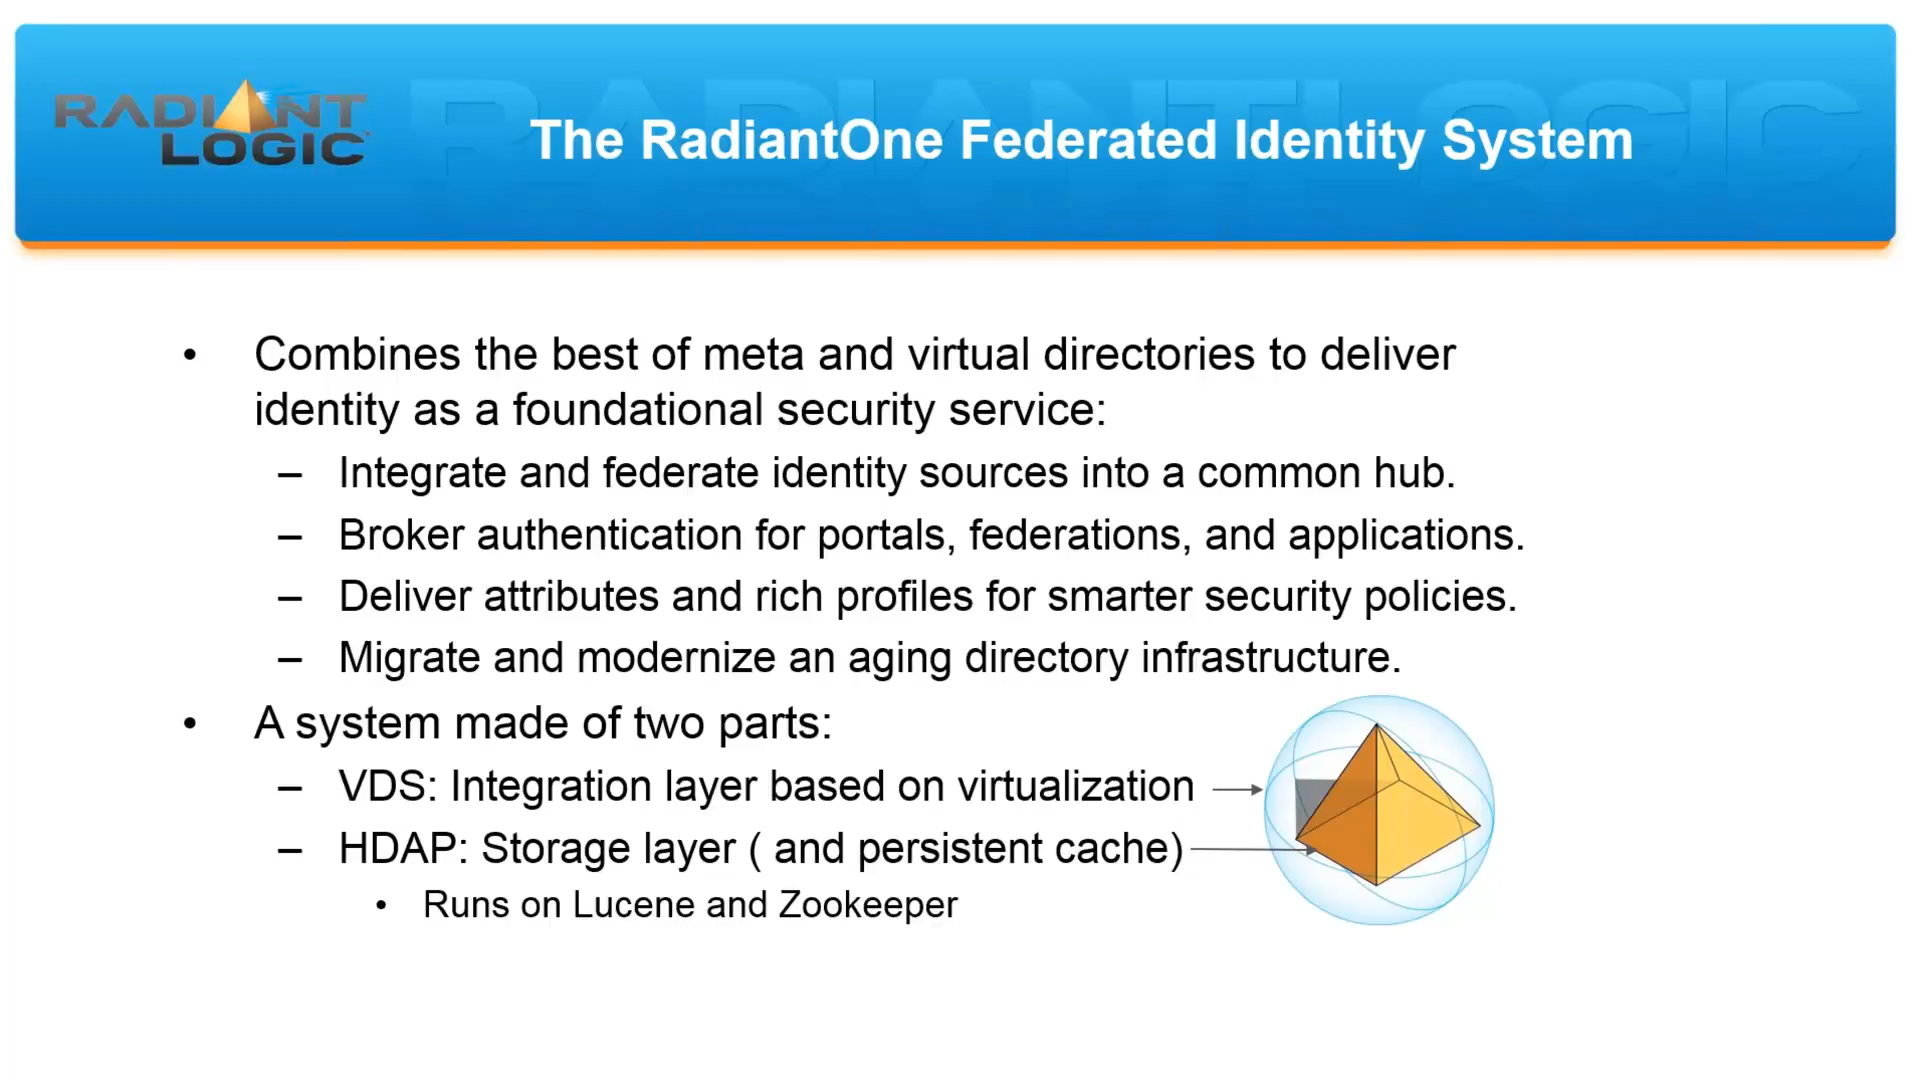 RADIANT
LOGIC
RADIANTLOGIC
The RadiantOne Federated Identity System
• Combines the best of meta and virtual directories to deliver
identity as a foundational security service:
– Integrate and federate identity sources into a common hub.
– Broker authentication for portals, federations, and applications.
– Deliver attributes and rich profiles for smarter security policies.
– Migrate and modernize an aging directory infrastructure.
• A system made of two parts:
– VDS: Integration layer based on virtualization
– HDAP: Storage layer ( and persistent cache)
• Runs on Lucene and Zookeeper